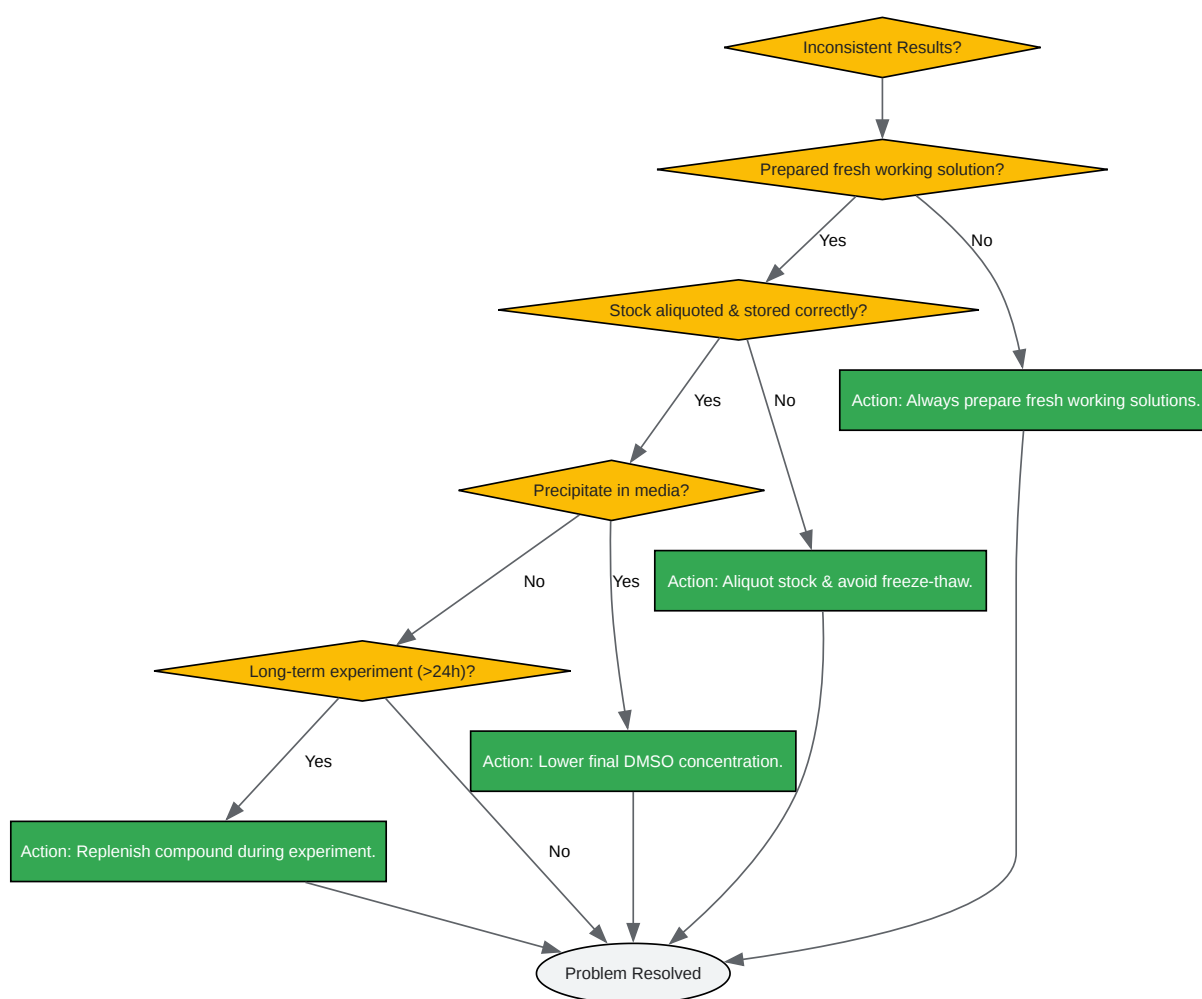 Inconsistent Results?
Prepared fresh working solution?
Yes
No
Stock aliquoted & stored correctly?
Action: Always prepare fresh working solutions.
Yes
No
Precipitate in media?
Action: Aliquot stock & avoid freeze-thaw.
No
Yes
Long-term experiment (>24h)?
Action: Lower final DMSO concentration.
Yes
No
Action: Replenish compound during experiment.
Problem Resolved